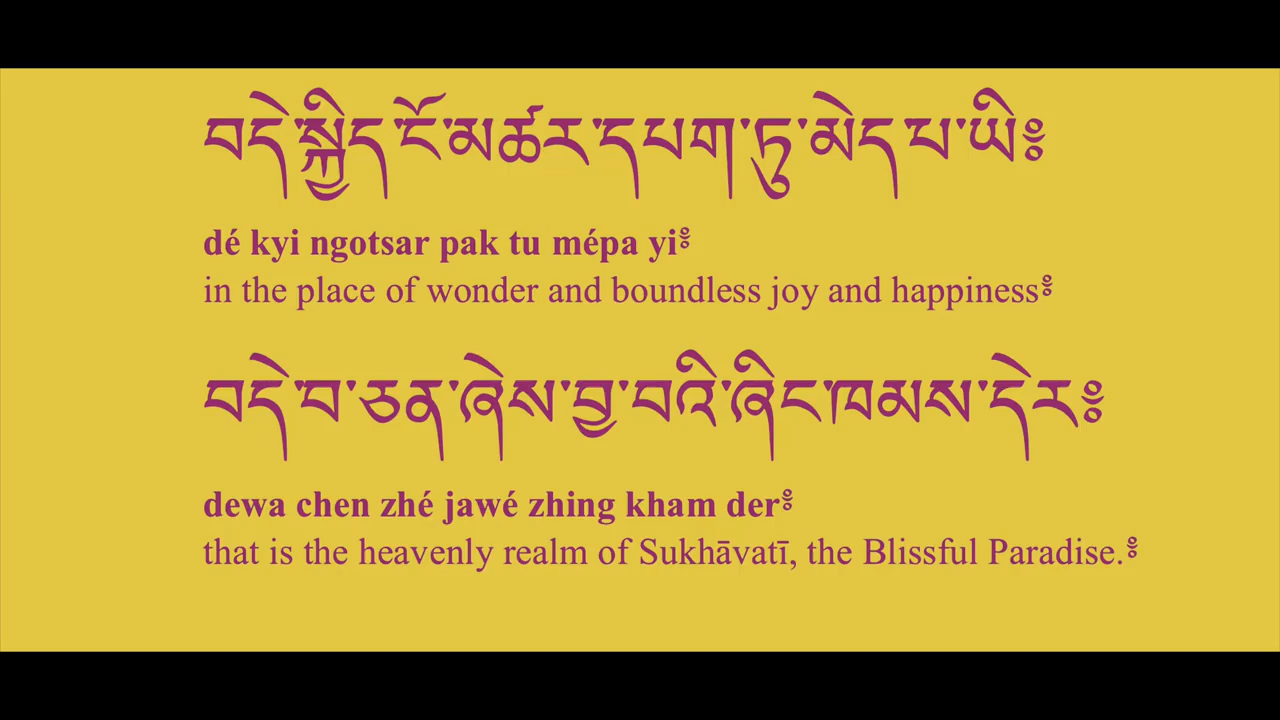 བདེ་སྐྱིད་ངོ་མཚར་དཔག་ཏུ་མེད་པ་ཡི༔
dé kyi ngotsar pak tu mépa yi༔
in the place of wonder and boundless joy and happiness༔
བདེ་བ་ཅན་ཞེས་བྱ་བའི་ཞིང་ཁམས་དེར༔
dewa chen zhé jawé zhing kham der༔
that is the heavenly realm of Sukhāvatī, the Blissful Paradise.༔